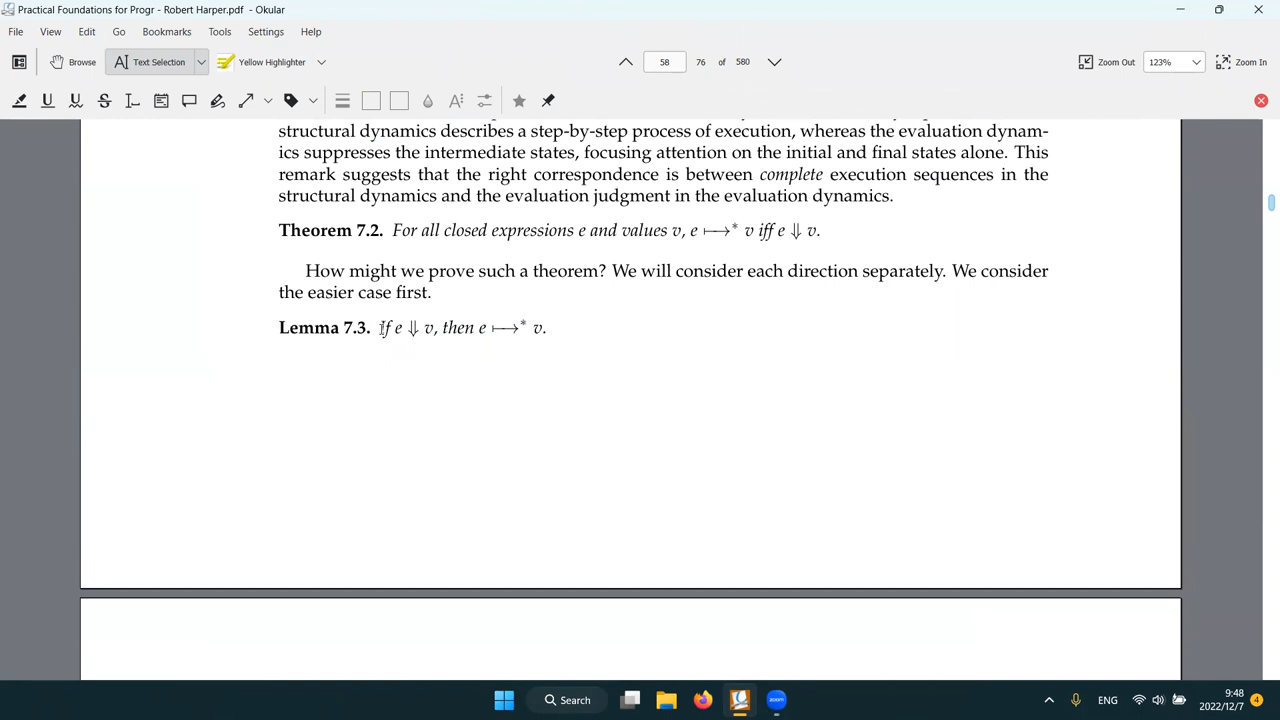 Practical Foundations for Progr - Robert Harper.pdf - Okular
File View Edit Go Bookmarks Tools Settings Help
Browse Text Selection Yellow Highlighter 58 76 of 580 Zoom Out 123% Zoom In
structural dynamics describes a step-by-step process of execution, whereas the evaluation dynam-
ics suppresses the intermediate states, focusing attention on the initial and final states alone. This
remark suggests that the right correspondence is between complete execution sequences in the
structural dynamics and the evaluation judgment in the evaluation dynamics.
Theorem 7.2. For all closed expressions e and values v, e ⟼* v iff e ⇓ v.
How might we prove such a theorem? We will consider each direction separately. We consider
the easier case first.
Lemma 7.3. If e ⇓ v, then e ⟼* v.
Search
zoom
ENG
9:48
2022/12/7
4